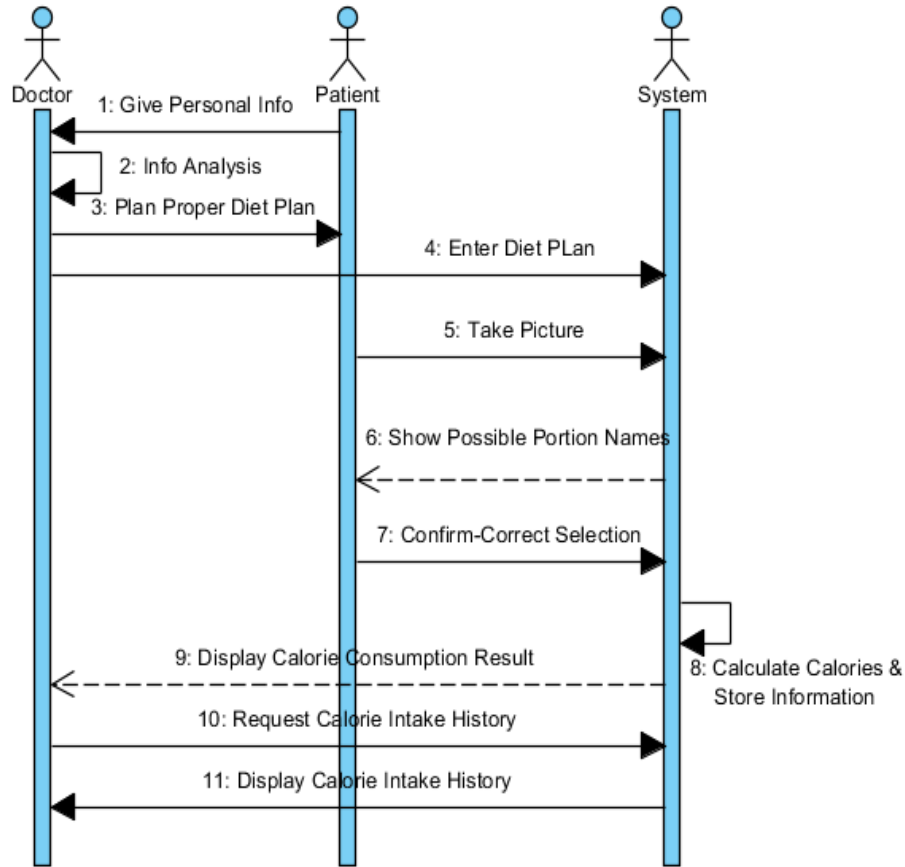 Doctor
Patient
System
1: Give Personal Info
2: Info Analysis
3: Plan Proper Diet Plan
4: Enter Diet PLan
5: Take Picture
6: Show Possible Portion Names
7: Confirm-Correct Selection
8: Calculate Calories &
Store Information
9: Display Calorie Consumption Result
10: Request Calorie Intake History
11: Display Calorie Intake History